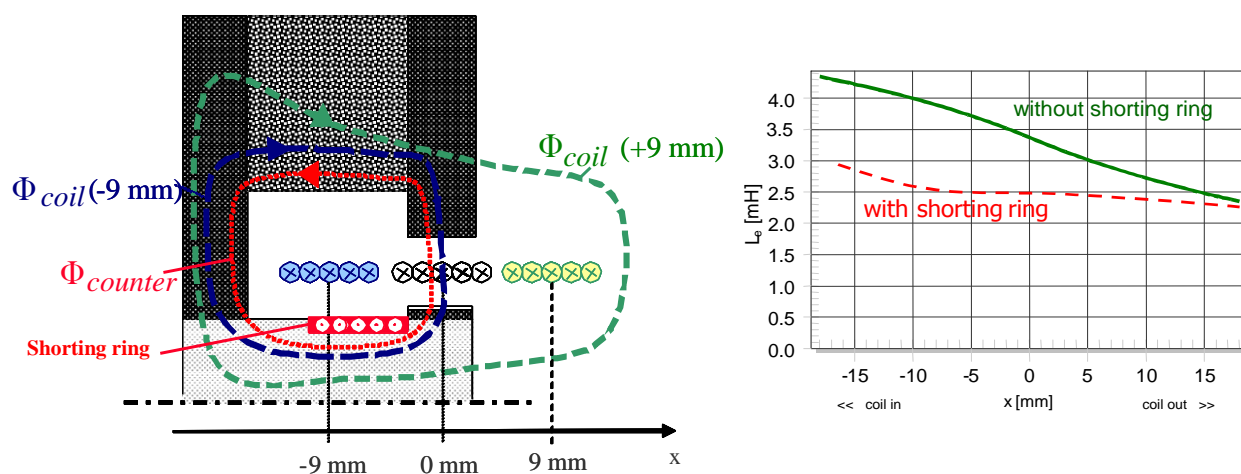 Φcoil (+9 mm)
Φcoil(-9 mm)
Φcounter
Shorting ring
-9 mm
0 mm
9 mm
x
without shorting ring
with shorting ring
Le [mH]
4.0
3.5
3.0
2.5
2.0
1.5
1.0
0.5
0.0
-15 -10 -5 0 5 10 15
<< coil in x [mm] coil out >>